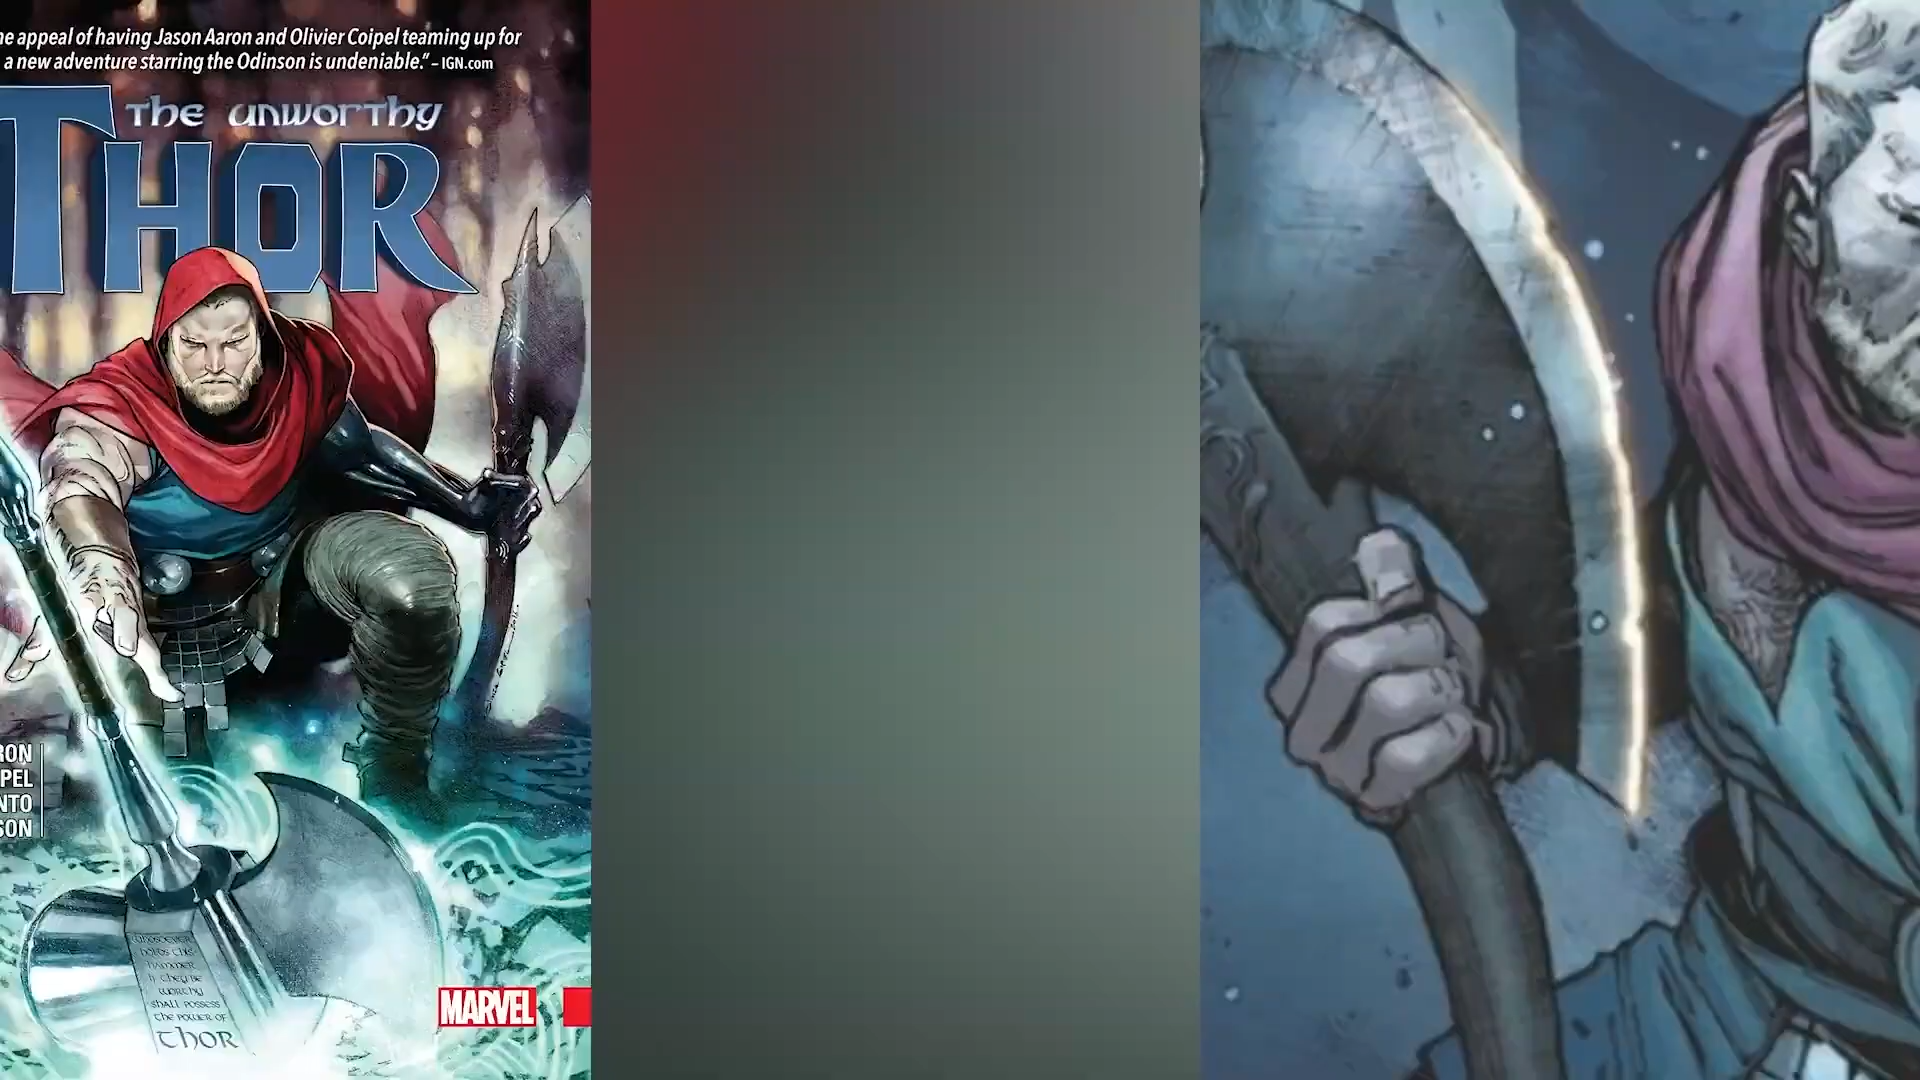 ne appeal of having Jason Aaron and Olivier Coipel teaming up for
a new adventure starring the Odinson is undeniable." – IGN.com
The Unworthy
THOR
RON
PEL
NTO
SON
WHOSOEVER
HOLDS THIS
HAMMER
IF THEY BE
WORTHY
SHALL POSSESS
THE POWER OF
THOR
MARVEL